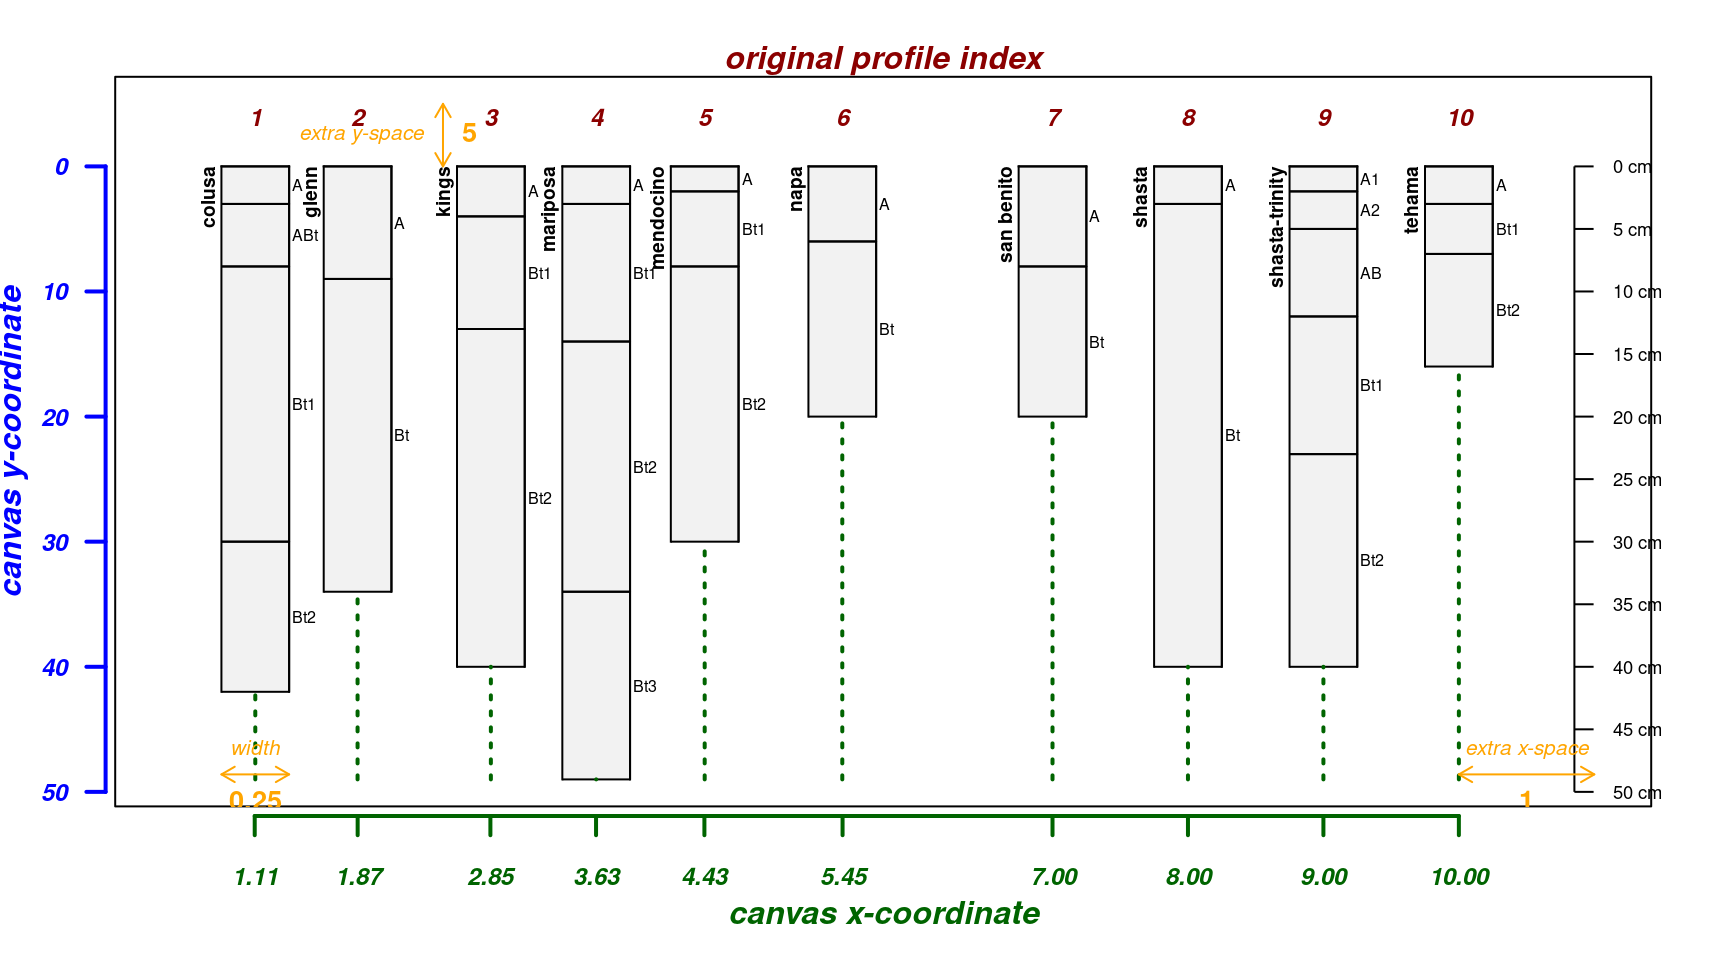 original profile index
1 2 3 4 5 6 7 8 9 10
extra y-space 5
canvas y-coordinate
0
10
20
30
40
50
colusa
A
ABt
Bt1
Bt2
glenn
A
Bt
kings
A
Bt1
Bt2
mariposa
A
Bt1
Bt2
Bt3
mendocino
A
Bt1
Bt2
napa
A
Bt
san benito
A
Bt
shasta
A
Bt
shasta-trinity
A1
A2
AB
Bt1
Bt2
tehama
A
Bt1
Bt2
0 cm
5 cm
10 cm
15 cm
20 cm
25 cm
30 cm
35 cm
40 cm
45 cm
50 cm
width
0.25
extra x-space
1
1.11 1.87 2.85 3.63 4.43 5.45 7.00 8.00 9.00 10.00
canvas x-coordinate